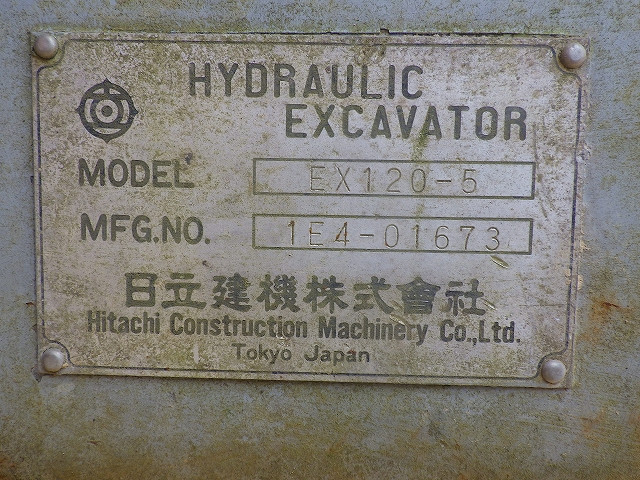 HYDRAULIC
EXCAVATOR
MODEL EX120-5
MFG.NO. 1E4-01673
日立建機株式會社
Hitachi Construction Machinery Co.,Ltd.
Tokyo Japan